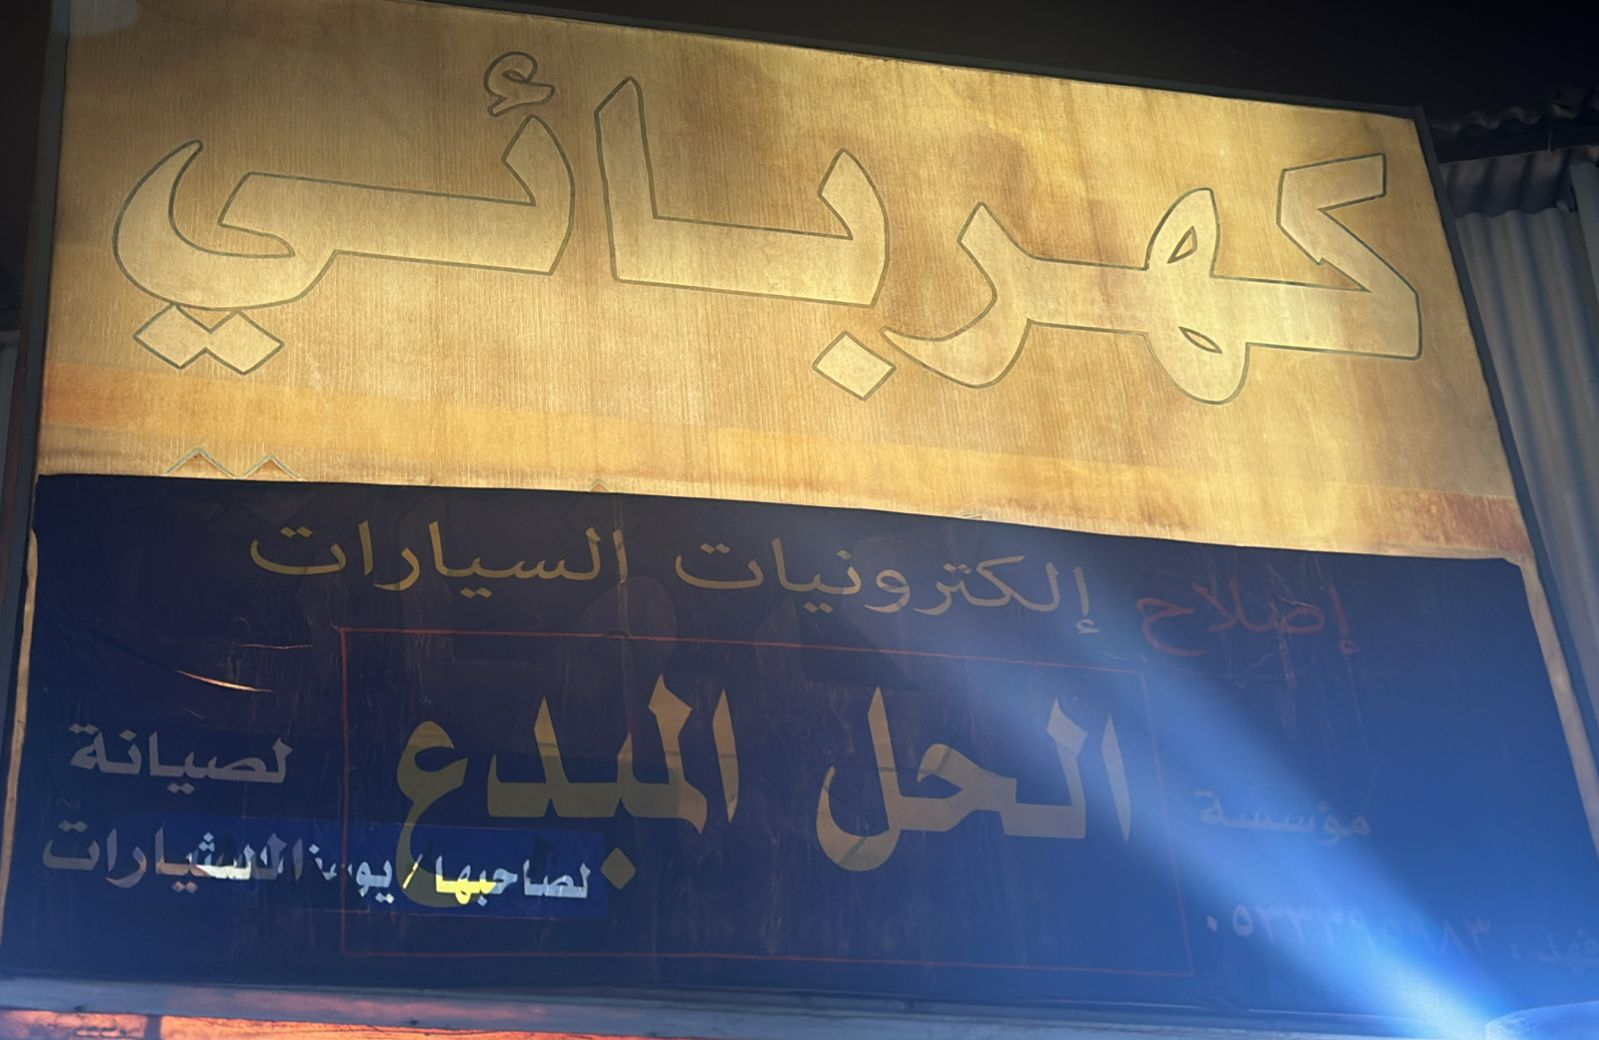 كهربائي
إصلاح إلكترونيات السيارات
مؤسسة
الحل المبدع
لصيانة
السيارات
لصاحبها /